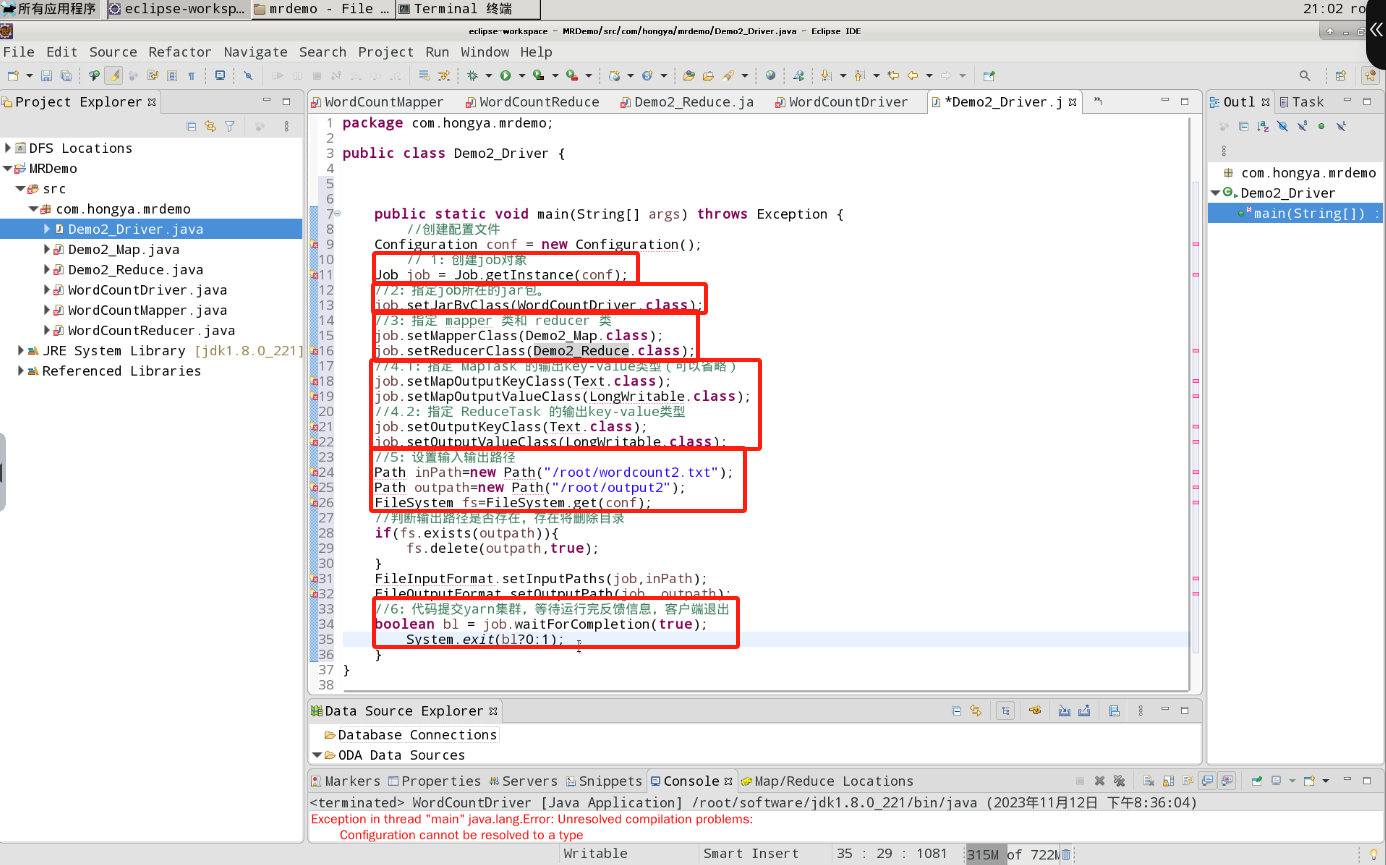 所有应用程序 eclipse-worksp... mrdemo - File ... Terminal 终端 21:02
eclipse-workspace - MRDemo/src/com/hongya/mrdemo/Demo2_Driver.java - Eclipse IDE
File Edit Source Refactor Navigate Search Project Run Window Help
Project Explorer
DFS Locations
MRDemo
src
com.hongya.mrdemo
Demo2_Driver.java
Demo2_Map.java
Demo2_Reduce.java
WordCountDriver.java
WordCountMapper.java
WordCountReducer.java
JRE System Library [jdk1.8.0_221]
Referenced Libraries
WordCountMapper WordCountReduce Demo2_Reduce.ja WordCountDriver *Demo2_Driver.j
1 package com.hongya.mrdemo;
2
3 public class Demo2_Driver {
4
5
6
7 public static void main(String[] args) throws Exception {
8 //创建配置文件
9 Configuration conf = new Configuration();
10 // 1：创建job对象
11 Job job = Job.getInstance(conf);
12 //2：指定job所在的jar包。
13 job.setJarByClass(WordCountDriver.class);
14 //3：指定 mapper 类和 reducer 类
15 job.setMapperClass(Demo2_Map.class);
16 job.setReducerClass(Demo2_Reduce.class);
17 //4.1：指定 MapTask 的输出key-value类型（可以省略）
18 job.setMapOutputKeyClass(Text.class);
19 job.setMapOutputValueClass(LongWritable.class);
20 //4.2：指定 ReduceTask 的输出key-value类型
21 job.setOutputKeyClass(Text.class);
22 job.setOutputValueClass(LongWritable.class);
23 //5：设置输入输出路径
24 Path inPath=new Path("/root/wordcount2.txt");
25 Path outpath=new Path("/root/output2");
26 FileSystem fs=FileSystem.get(conf);
27 //判断输出路径是否存在，存在将删除目录
28 if(fs.exists(outpath)){
29 fs.delete(outpath,true);
30 }
31 FileInputFormat.setInputPaths(job,inPath);
32 FileOutputFormat.setOutputPath(job, outpath);
33 //6：代码提交yarn集群，等待运行完反馈信息，客户端退出
34 boolean bl = job.waitForCompletion(true);
35 System.exit(bl?0:1);
36 }
37 }
38
Outl Task
com.hongya.mrdemo
Demo2_Driver
main(String[]) :
Data Source Explorer
Database Connections
ODA Data Sources
Markers Properties Servers Snippets Console Map/Reduce Locations
<terminated> WordCountDriver [Java Application] /root/software/jdk1.8.0_221/bin/java (2023年11月12日 下午8:36:04)
Exception in thread "main" java.lang.Error: Unresolved compilation problems:
Configuration cannot be resolved to a type
Writable Smart Insert 35 : 29 : 1081 315M of 722M